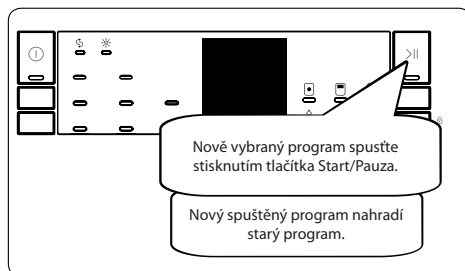 Nově vybraný program spusťte
stisknutím tlačítka Start/Pauza.
Nový spuštěný program nahradí
starý program.